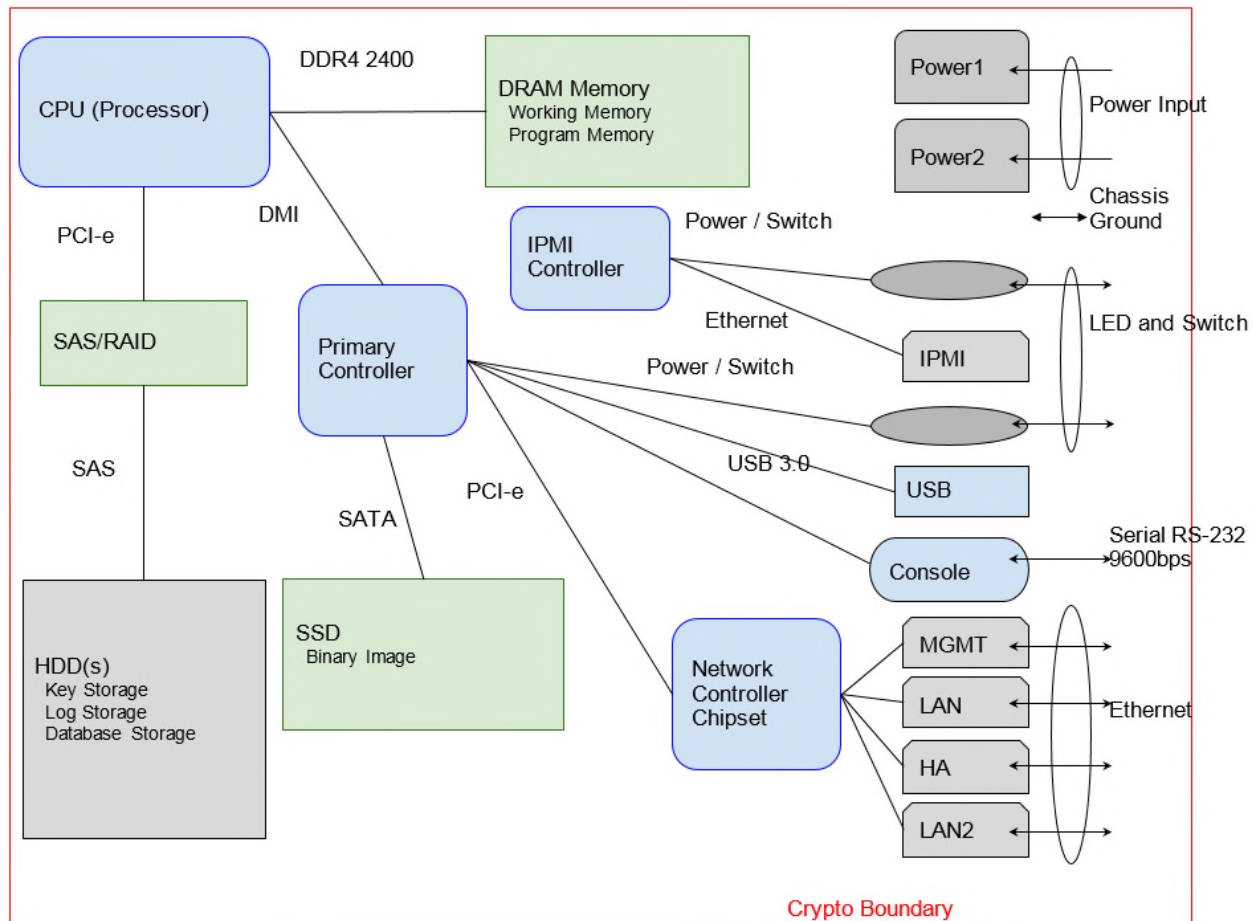 CPU (Processor)
DDR4 2400
DRAM Memory
Working Memory
Program Memory
Power1
Power Input
Power2
Chassis
Ground
DMI
PCI-e
IPMI
Controller
Power / Switch
Ethernet
LED and Switch
SAS/RAID
Primary
Controller
IPMI
Power / Switch
SAS
PCI-e
USB 3.0
USB
SATA
Serial RS-232
9600bps
Console
HDD(s)
Key Storage
Log Storage
Database Storage
SSD
Binary Image
Network
Controller
Chipset
MGMT
LAN
HA
LAN2
Ethernet
Crypto Boundary